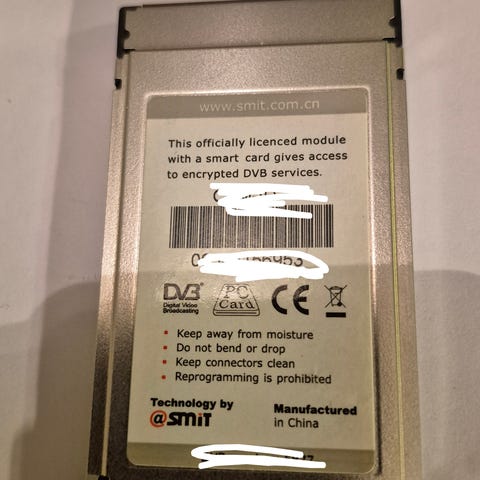 www.smit.com.cn
This officially licenced module
with a smart card gives access
to encrypted DVB services.
DVB
Digital Video
Broadcasting
PC
Card
CE
Keep away from moisture
Do not bend or drop
Keep connectors clean
Reprogramming is prohibited
Technology by
@SMiT
Manufactured
in China